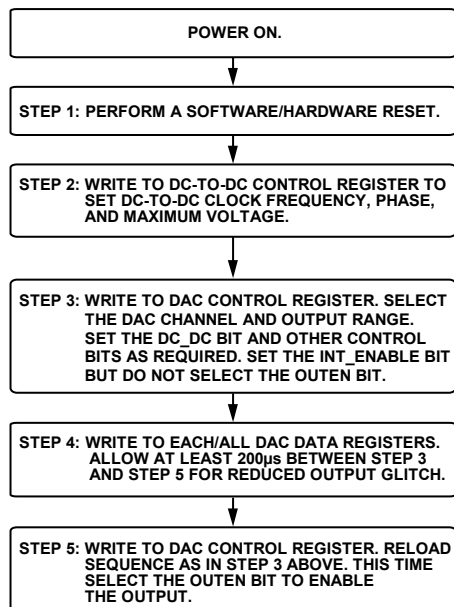 POWER ON.
STEP 1: PERFORM A SOFTWARE/HARDWARE RESET.
STEP 2: WRITE TO DC-TO-DC CONTROL REGISTER TO
SET DC-TO-DC CLOCK FREQUENCY, PHASE,
AND MAXIMUM VOLTAGE.
STEP 3: WRITE TO DAC CONTROL REGISTER. SELECT
THE DAC CHANNEL AND OUTPUT RANGE.
SET THE DC_DC BIT AND OTHER CONTROL
BITS AS REQUIRED. SET THE INT_ENABLE BIT
BUT DO NOT SELECT THE OUTEN BIT.
STEP 4: WRITE TO EACH/ALL DAC DATA REGISTERS.
ALLOW AT LEAST 200µs BETWEEN STEP 3
AND STEP 5 FOR REDUCED OUTPUT GLITCH.
STEP 5: WRITE TO DAC CONTROL REGISTER. RELOAD
SEQUENCE AS IN STEP 3 ABOVE. THIS TIME
SELECT THE OUTEN BIT TO ENABLE
THE OUTPUT.